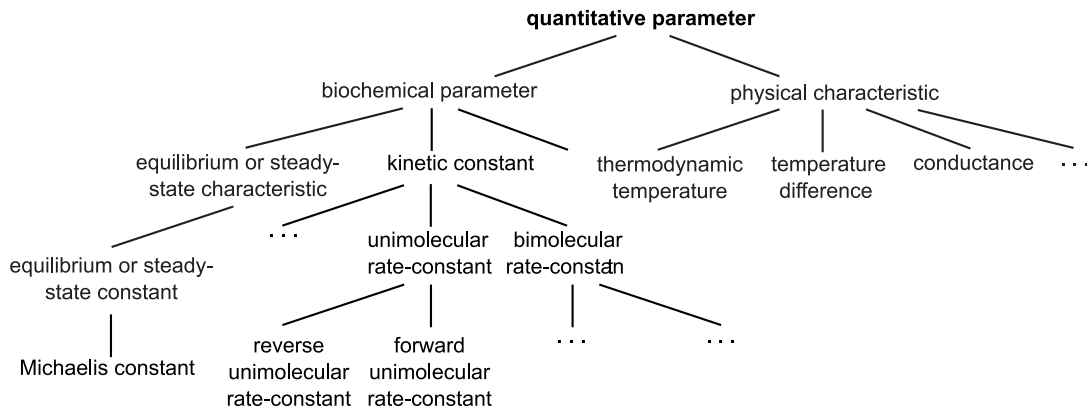 quantitative parameter
biochemical parameter
physical characteristic
equilibrium or steady-
state characteristic
kinetic constant
thermodynamic
temperature
temperature
difference
conductance
...
...
unimolecular
rate-constant
bimolecular
rate-constatn
equilibrium or steady-
state constant
Michaelis constant
reverse
unimolecular
rate-constant
forward
unimolecular
rate-constant
...
...